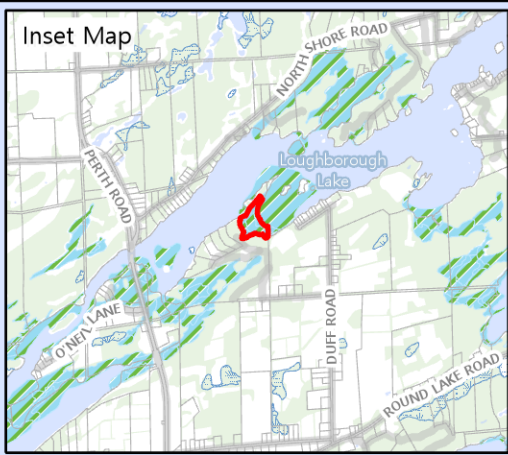 Inset Map
NORTH SHORE ROAD
PERTH ROAD
Loughborough
Lake
O'NEIL LANE
DUFF ROAD
ROUND LAKE ROAD